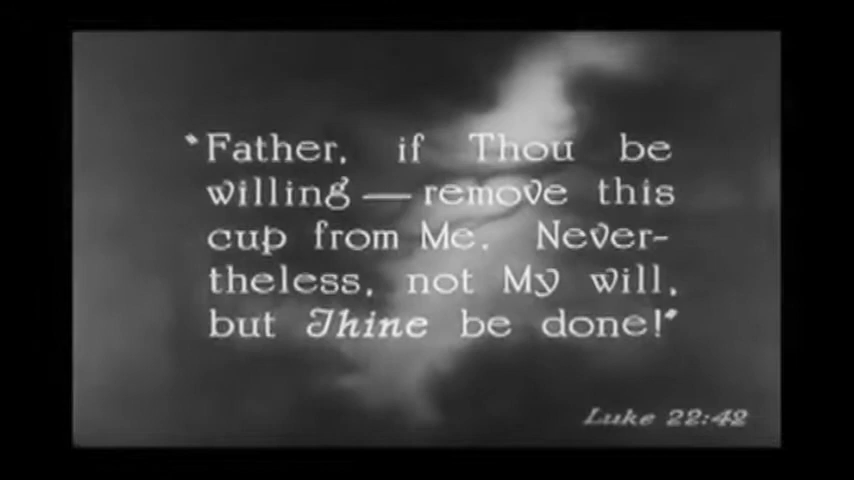 "Father, if Thou be
willing — remove this
cup from Me. Never-
theless, not My will,
but Thine be done!"
Luke 22:42